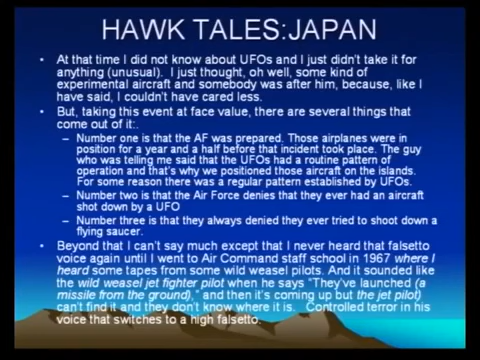 HAWK TALES:JAPAN
• At that time I did not know about UFOs and I just didn't take it for
anything (unusual). I just thought, oh well, some kind of
experimental aircraft and somebody was after him, because, like I
have said, I couldn't have cared less.
• But, taking this event at face value, there are several things that
come out of it:.
– Number one is that the AF was prepared. Those airplanes were in
position for a year and a half before that incident took place. The guy
who was telling me said that the UFOs had a routine pattern of
operation and that's why we positioned those aircraft on the islands.
For some reason there was a regular pattern established by UFOs.
– Number two is that the Air Force denies that they ever had an aircraft
shot down by a UFO
– Number three is that they always denied they ever tried to shoot down a
flying saucer.
• Beyond that I can't say much except that I never heard that falsetto
voice again until I went to Air Command staff school in 1967 where I
heard some tapes from some wild weasel pilots. And it sounded like
the wild weasel jet fighter pilot when he says "They've launched (a
missile from the ground)," and then it's coming up but the jet pilot)
can't find it and they don't know where it is. Controlled terror in his
voice that switches to a high falsetto.